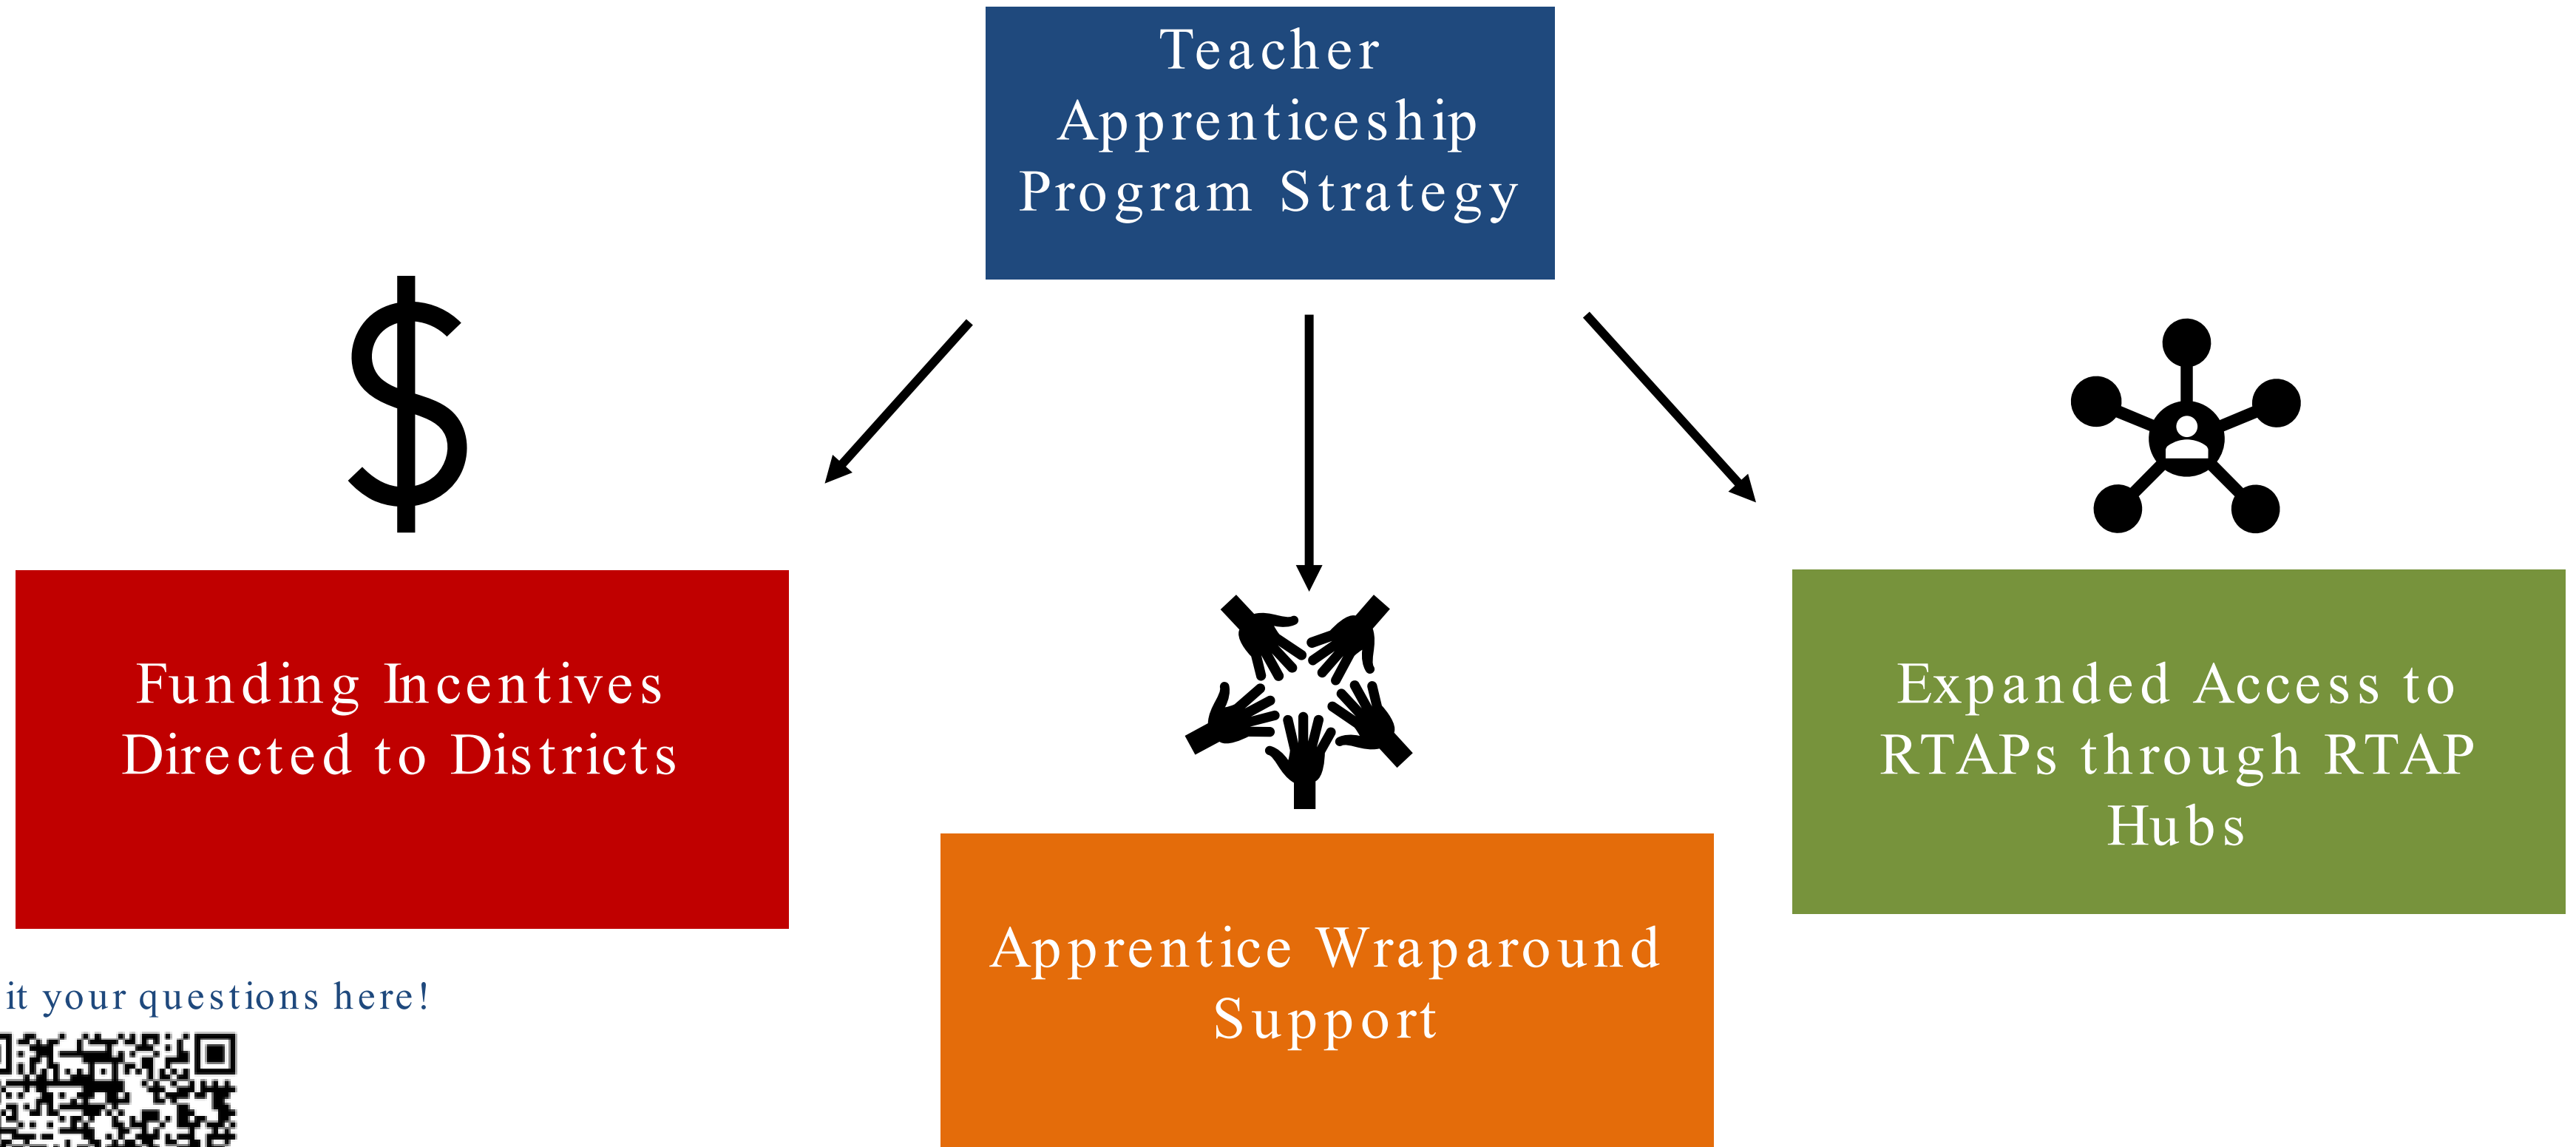 Teacher
Apprenticeship
Program Strategy
Funding Incentives
Directed to Districts
Expanded Access to
RTAPs through RTAP
Hubs
Apprentice Wraparound
Support
it your questions here!